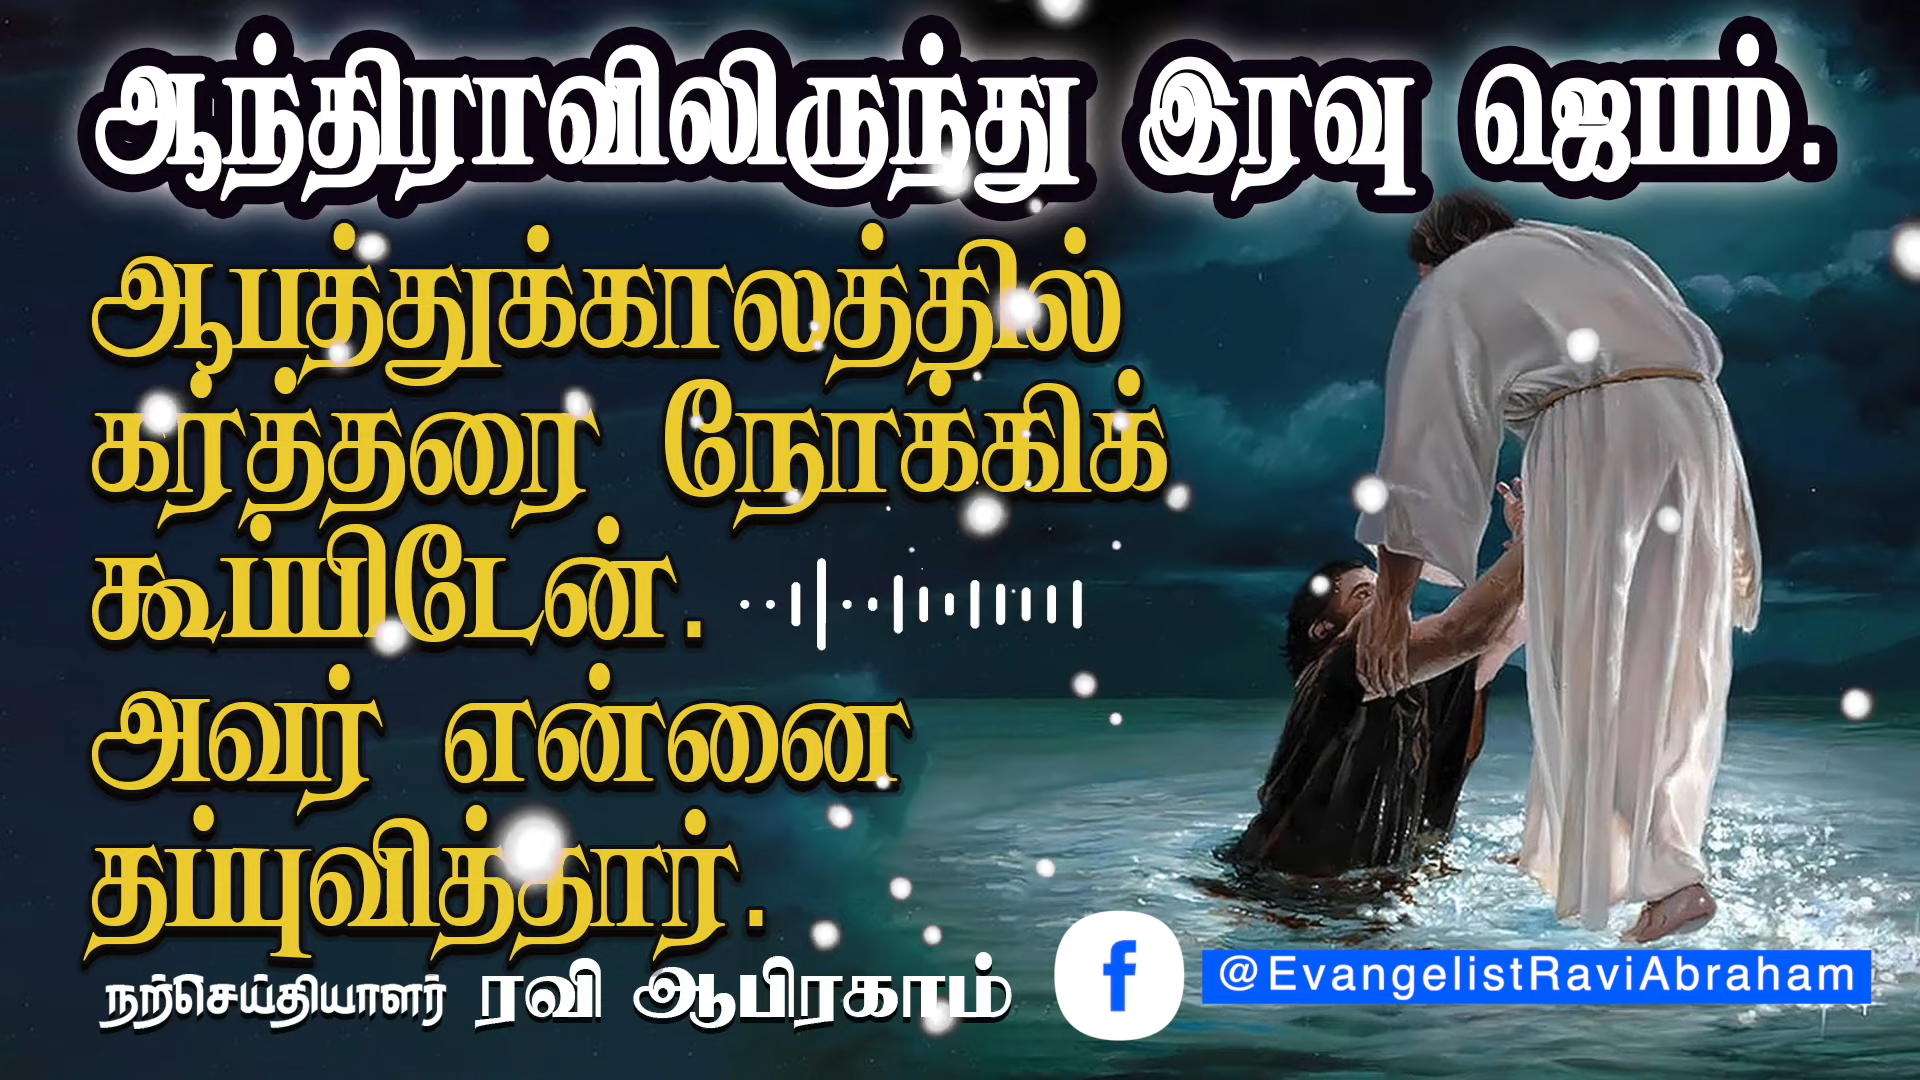 ஆந்திராவிலிருந்து இரவு ஜெபம்.
ஆபத்துக்காலத்தில்
கர்த்தரை நோக்கிக்
கூப்பிடேன்.
அவர் என்னை
தப்புவித்தார்.
நற்செய்தியாளர் ரவி ஆபிரகாம்
f @EvangelistRaviAbraham